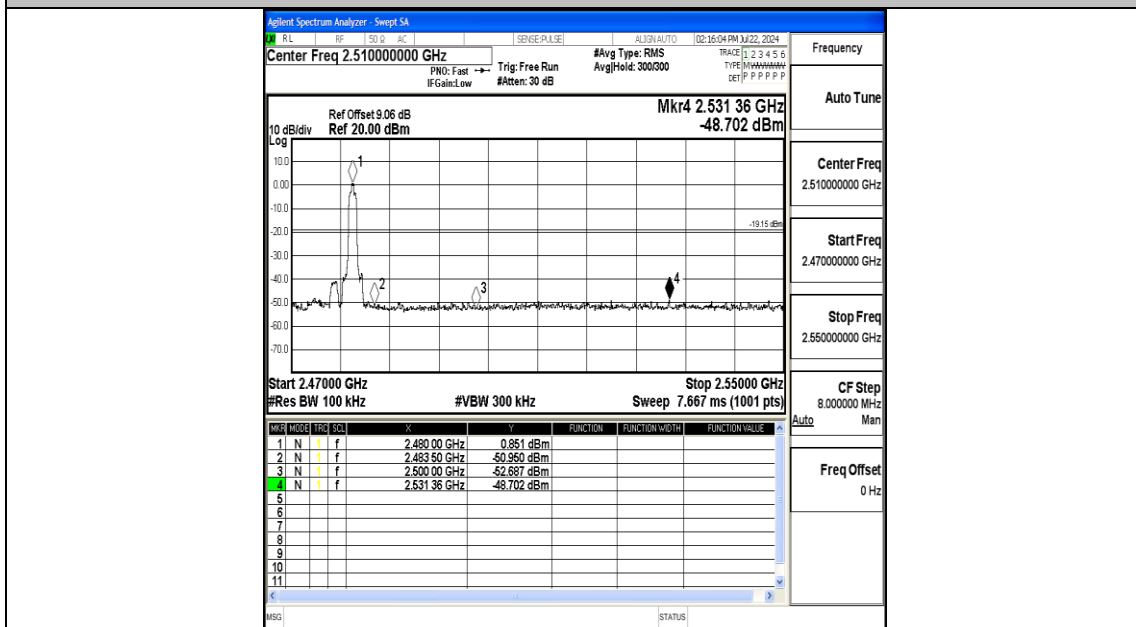 Agilent Spectrum Analyzer - Swept SA
RL RF 50 Ω AC SENSE:PULSE ALIGN AUTO 02:16:04 PM Jul 22, 2024
Center Freq 2.510000000 GHz
PNO: Fast
IFGain:Low
Trig: Free Run
#Atten: 30 dB
#Avg Type: RMS
Avg|Hold: 300/300
TRACE 1 2 3 4 5 6
TYPE M
DET P P P P P P
Frequency
Auto Tune
Center Freq
2.510000000 GHz
Start Freq
2.470000000 GHz
Stop Freq
2.550000000 GHz
CF Step
8.000000 MHz
Auto Man
Freq Offset
0 Hz
Mkr4 2.531 36 GHz
-48.702 dBm
Ref Offset 9.06 dB
10 dB/div Ref 20.00 dBm
Log
10.0
0.00
-10.0
-20.0
-30.0
-40.0
-50.0
-60.0
-70.0
1
2
3
4
-19.15 dBm
Start 2.47000 GHz Stop 2.55000 GHz
#Res BW 100 kHz #VBW 300 kHz Sweep 7.667 ms (1001 pts)
MKR MODE TRC SCL X Y FUNCTION FUNCTION WIDTH FUNCTION VALUE
1 N 1 f 2.480 00 GHz 0.851 dBm
2 N 1 f 2.483 50 GHz -50.950 dBm
3 N 1 f 2.500 00 GHz -52.687 dBm
4 N 1 f 2.531 36 GHz -48.702 dBm
5
6
7
8
9
10
11
MSG STATUS